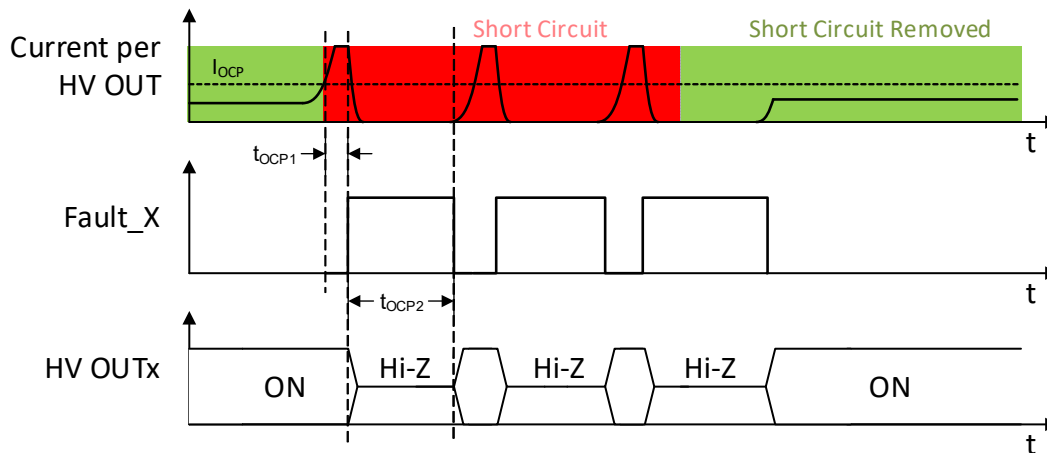 Short Circuit
Short Circuit Removed
Current per
HV OUT
IOCP
t
tOCP1
Fault_X
t
tOCP2
HV OUTx
ON
Hi-Z
Hi-Z
Hi-Z
ON
t